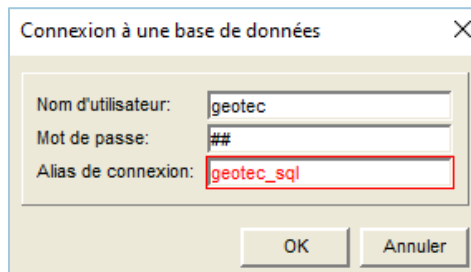 Connexion à une base de données
Nom d'utilisateur: geotec
Mot de passe: ##
Alias de connexion: geotec_sql
OK Annuler